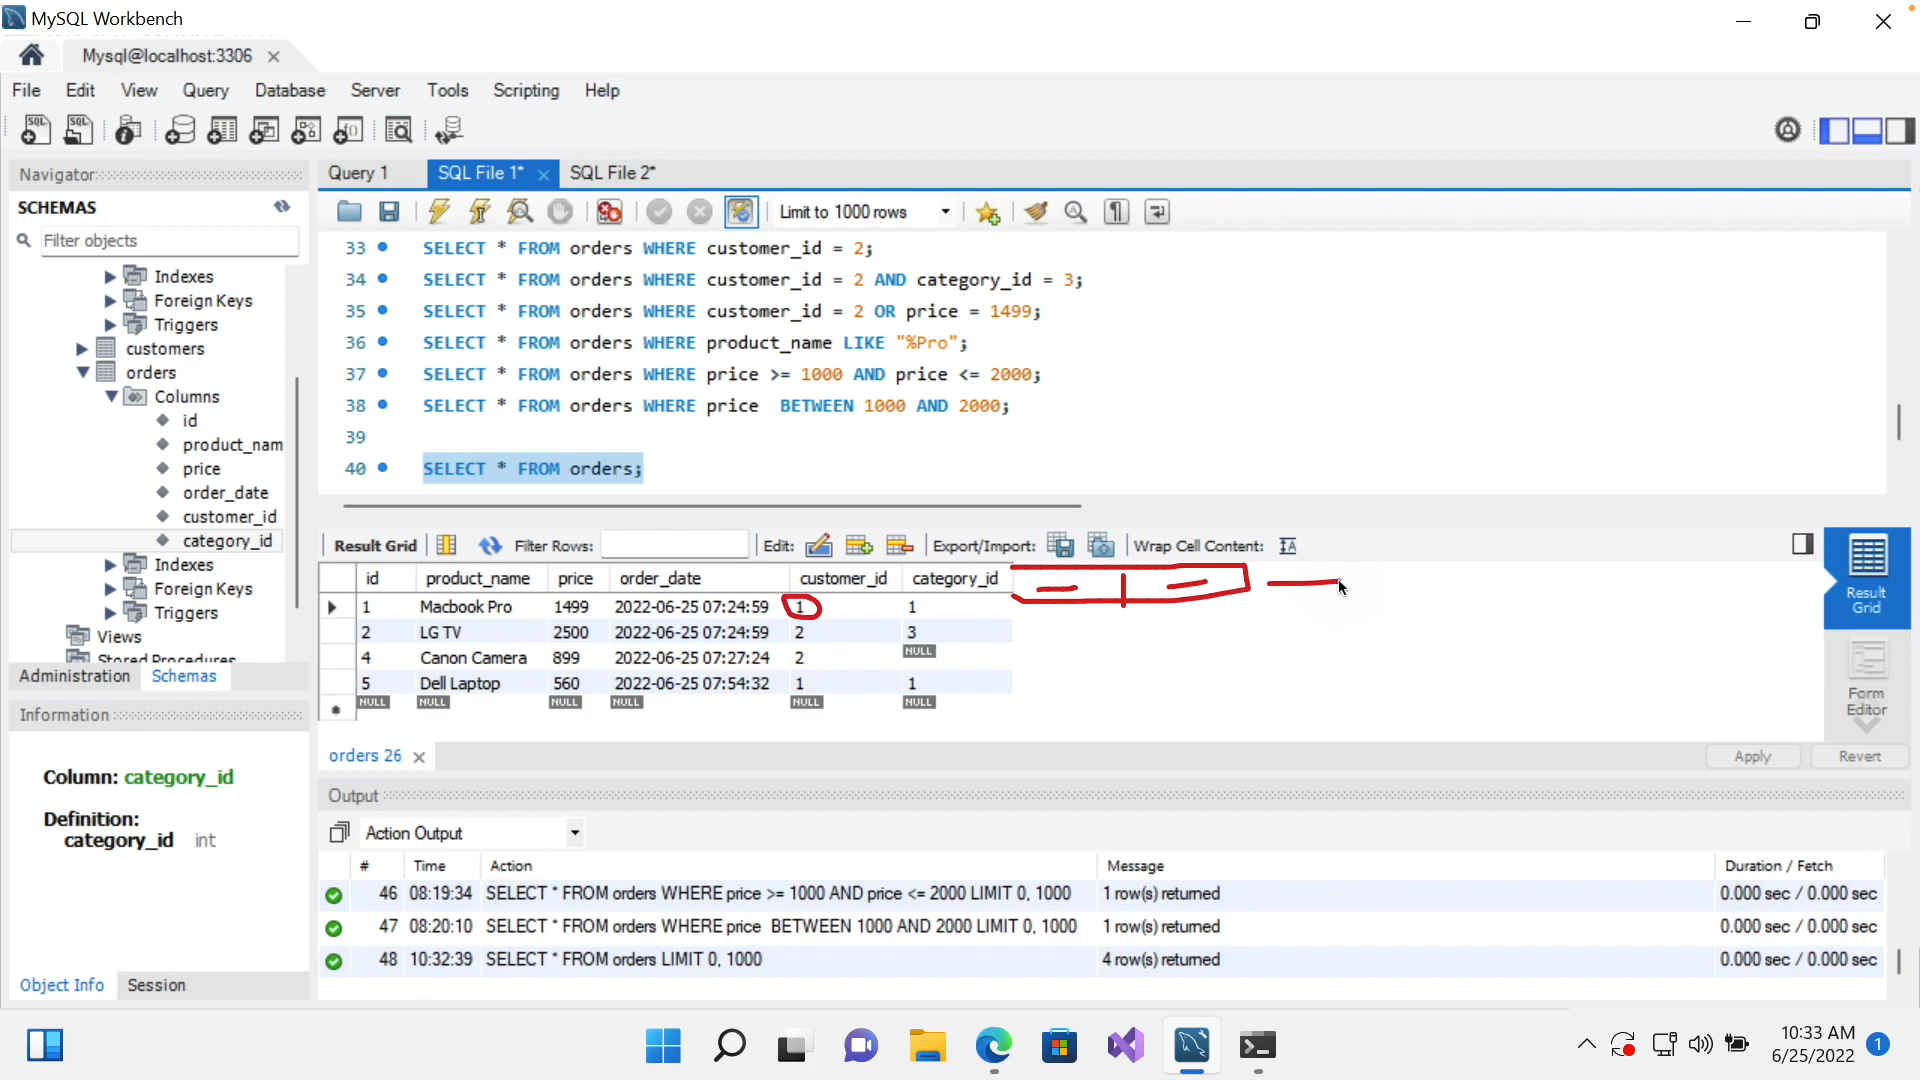 MySQL Workbench
Mysql@localhost:3306
File Edit View Query Database Server Tools Scripting Help
Navigator
Query 1 SQL File 1* SQL File 2*
SCHEMAS
Limit to 1000 rows
Filter objects
Indexes
Foreign Keys
Triggers
customers
orders
Columns
id
product_nam
price
order_date
customer_id
category_id
Indexes
Foreign Keys
Triggers
Views
Stored Procedures
Administration Schemas
Information
Column: category_id
Definition:
category_id int
Object Info Session
33 SELECT * FROM orders WHERE customer_id = 2;
34 SELECT * FROM orders WHERE customer_id = 2 AND category_id = 3;
35 SELECT * FROM orders WHERE customer_id = 2 OR price = 1499;
36 SELECT * FROM orders WHERE product_name LIKE "%Pro";
37 SELECT * FROM orders WHERE price >= 1000 AND price <= 2000;
38 SELECT * FROM orders WHERE price  BETWEEN 1000 AND 2000;
39
40 SELECT * FROM orders;
Result Grid Filter Rows: Edit: Export/Import: Wrap Cell Content:
id product_name price order_date customer_id category_id
1 Macbook Pro 1499 2022-06-25 07:24:59 1 1
2 LG TV 2500 2022-06-25 07:24:59 2 3
4 Canon Camera 899 2022-06-25 07:27:24 2 NULL
5 Dell Laptop 560 2022-06-25 07:54:32 1 1
NULL NULL NULL NULL NULL NULL
Result
Grid
Form
Editor
orders 26
Apply Revert
Output
Action Output
# Time Action Message Duration / Fetch
46 08:19:34 SELECT * FROM orders WHERE price >= 1000 AND price <= 2000 LIMIT 0, 1000 1 row(s) returned 0.000 sec / 0.000 sec
47 08:20:10 SELECT * FROM orders WHERE price  BETWEEN 1000 AND 2000 LIMIT 0, 1000 1 row(s) returned 0.000 sec / 0.000 sec
48 10:32:39 SELECT * FROM orders LIMIT 0, 1000 4 row(s) returned 0.000 sec / 0.000 sec
10:33 AM
6/25/2022
1